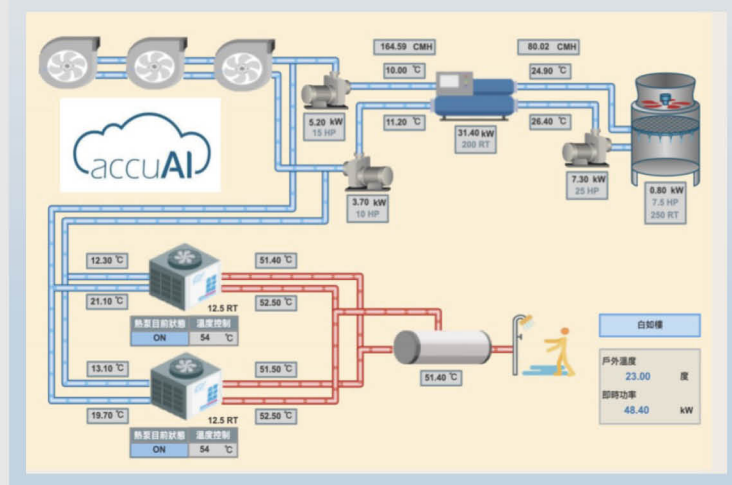 164.59 CMH
80.02 CMH
10.00 ℃
24.90 ℃
accuAI
5.20 kW
15 HP
11.20 ℃
31.40 kW
200 RT
26.40 ℃
3.70 kW
10 HP
7.30 kW
25 HP
0.80 kW
7.5 HP
250 RT
12.30 ℃
51.40 ℃
21.10 ℃
52.50 ℃
12.5 RT
熱泵目前狀態 溫度控制
ON 54 ℃
13.10 ℃
51.50 ℃
19.70 ℃
52.50 ℃
12.5 RT
熱泵目前狀態 溫度控制
ON 54 ℃
51.40 ℃
白如樓
戶外溫度
23.00 度
即時功率
48.40 kW